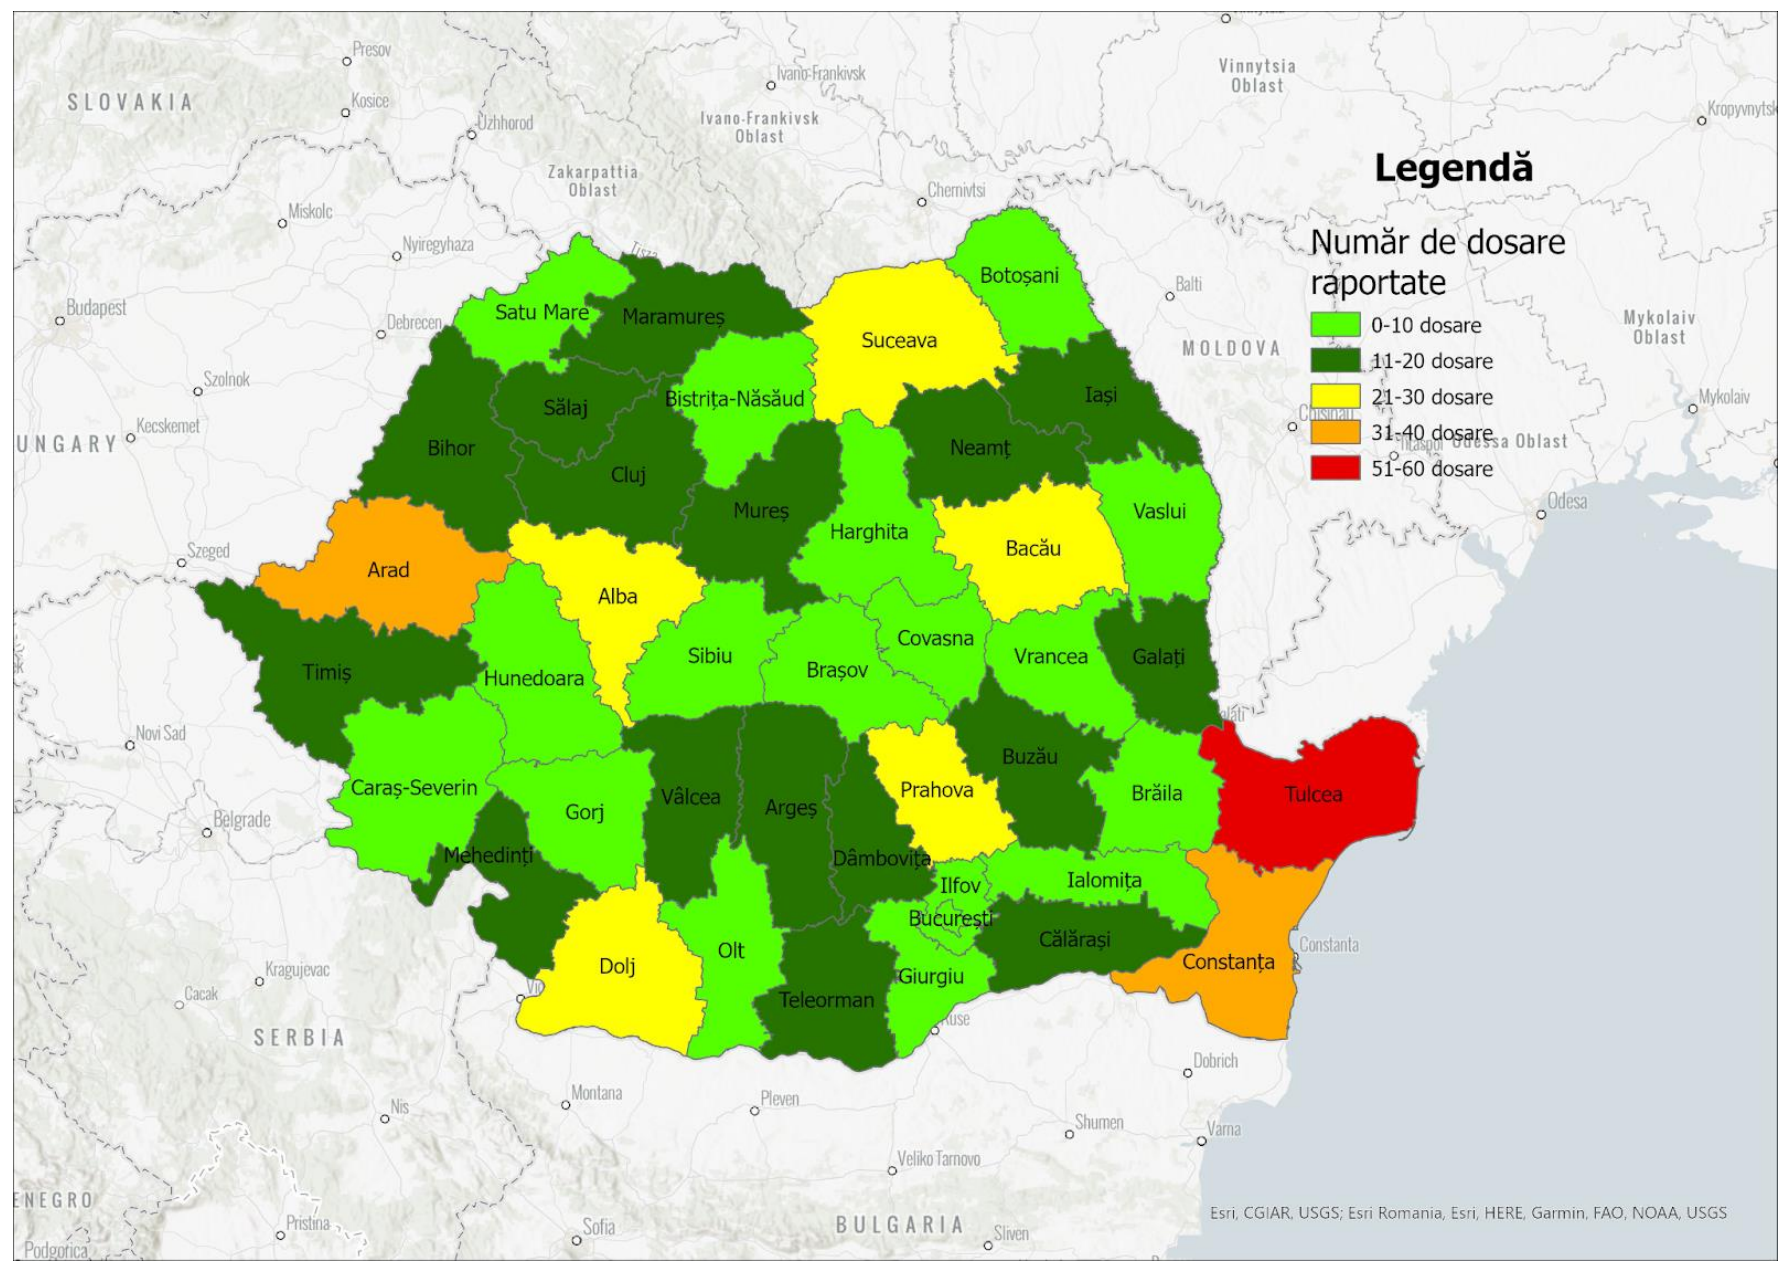 Presov
SLOVAKIA
Kosice
Uzhhorod
Ivano-Frankivsk
Ivano-Frankivsk
Oblast
Vinnytsia
Oblast
Kropyvnytsk
Zakarpattia
Oblast
Chernivtsi
Miskolc
Nyiregyhaza
Tisza
Budapest
Debrecen
Balti
Mykolaiv
Oblast
MOLDOVA
Szolnok
Mykolaiv
Chisinau
Kecskemet
UNGARY
Tiraspol
Odessa Oblast
Odesa
Szeged
Legendă
Număr de dosare
raportate
0-10 dosare
11-20 dosare
21-30 dosare
31-40 dosare
51-60 dosare
Botoșani
Satu Mare
Maramureș
Suceava
Bistrița-Năsăud
Iași
Sălaj
Bihor
Neamț
Cluj
Mureș
Vaslui
Harghita
Bacău
Arad
Alba
Covasna
Sibiu
Vrancea
Galați
Brașov
Timiș
Hunedoara
Buzău
Caraș-Severin
Prahova
Brăila
Tulcea
Vâlcea
Argeș
Gorj
Mehedinți
Dâmbovița
Ialomița
Ilfov
București
Călărași
Olt
Constanța
Dolj
Giurgiu
Teleorman
Novi Sad
Belgrade
Constanta
Kragujevac
Cacak
SERBIA
Dobrich
Montana
Pleven
Nis
Shumen
Varna
Veliko Tarnovo
ENEGRO
Pristina
Sofia
BULGARIA
Sliven
Podgorica
Esri, CGIAR, USGS; Esri Romania, Esri, HERE, Garmin, FAO, NOAA, USGS